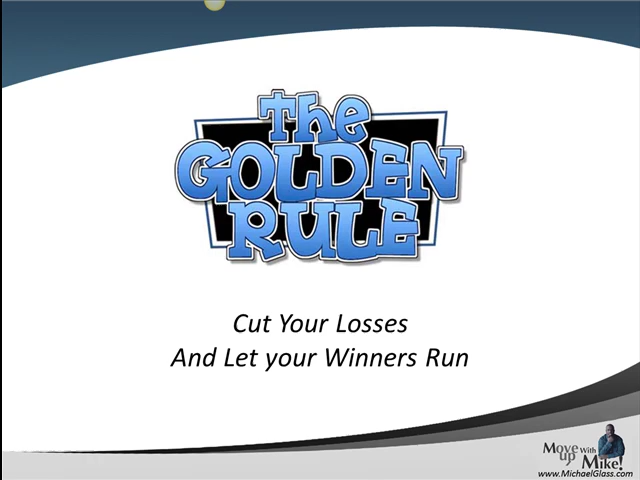 The
GOLDEN
RULE
Cut Your Losses
And Let your Winners Run
Move up With Mike!
www.MichaelGlass.com